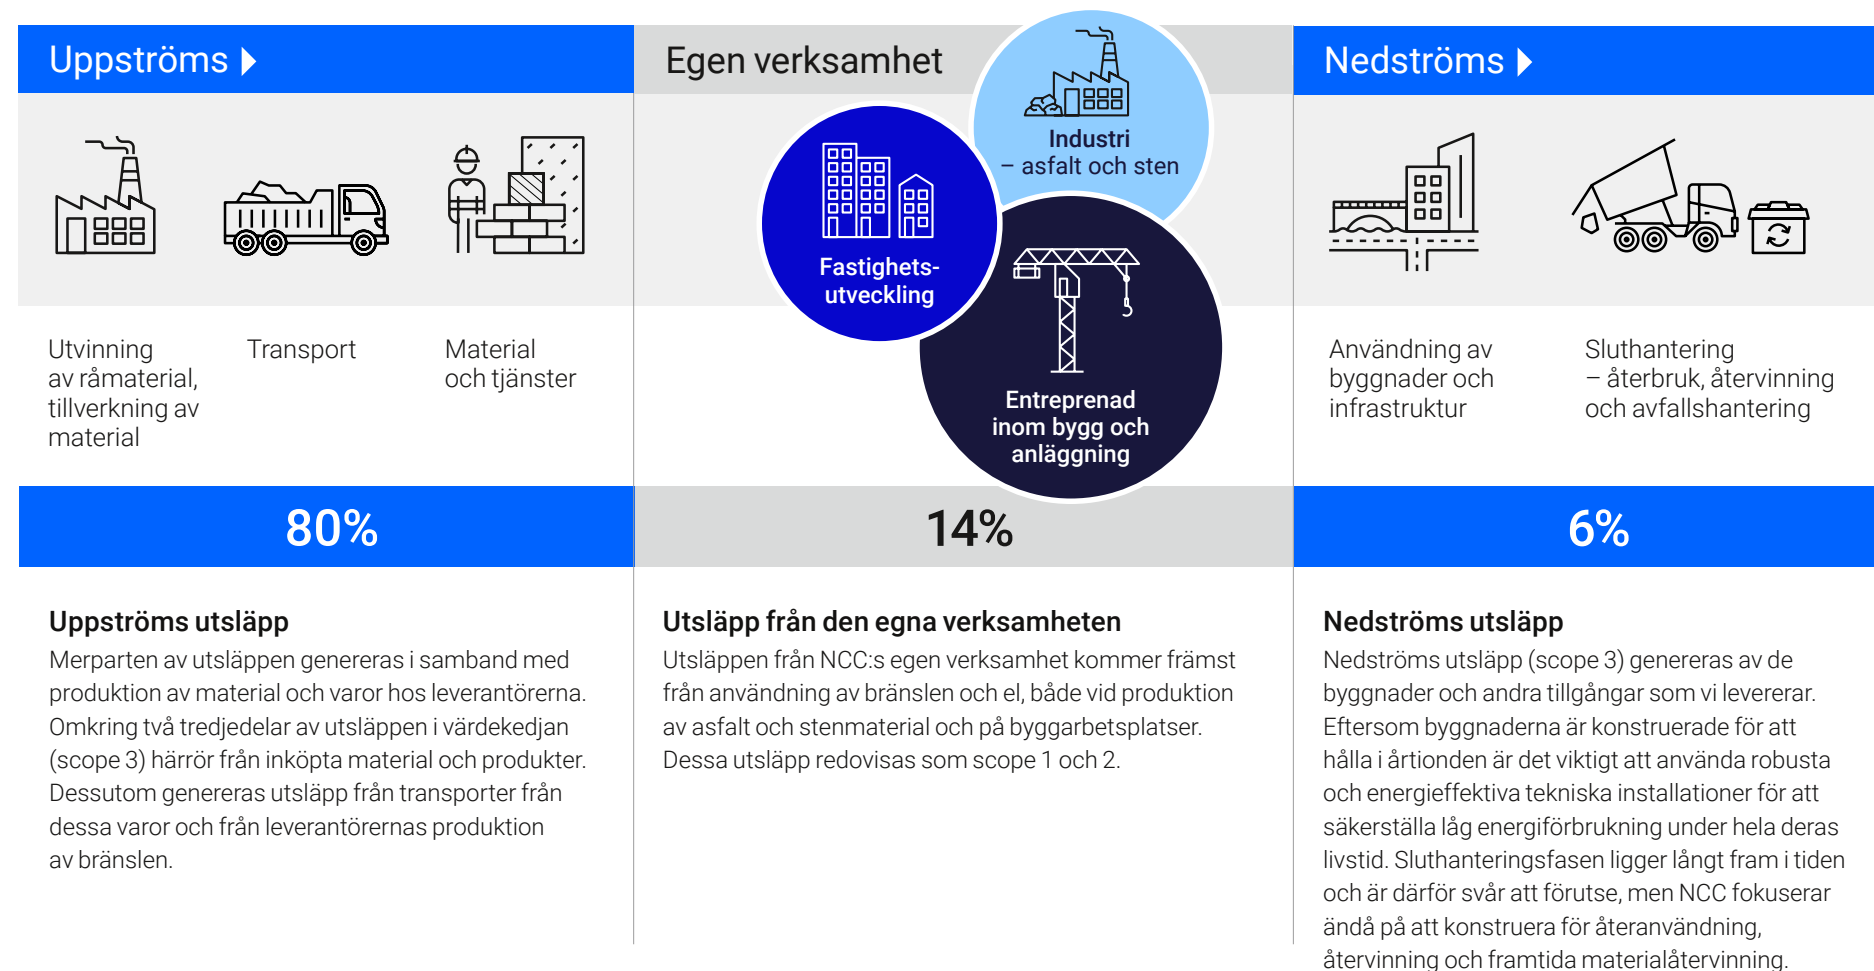 Uppströms
Utvinning
av råmaterial,
tillverkning av
material
Transport
Material
och tjänster
80%
Uppströms utsläpp
Merparten av utsläppen genereras i samband med
produktion av material och varor hos leverantörerna.
Omkring två tredjedelar av utsläppen i värdekedjan
(scope 3) härrör från inköpta material och produkter.
Dessutom genereras utsläpp från transporter från
dessa varor och från leverantörernas produktion
av bränslen.
Egen verksamhet
Industri
– asfalt och sten
Fastighets-
utveckling
Entreprenad
inom bygg och
anläggning
14%
Utsläpp från den egna verksamheten
Utsläppen från NCC:s egen verksamhet kommer främst
från användning av bränslen och el, både vid produktion
av asfalt och stenmaterial och på byggarbetsplatser.
Dessa utsläpp redovisas som scope 1 och 2.
Nedströms
Användning av
byggnader och
infrastruktur
Sluthantering
– återbruk, återvinning
och avfallshantering
6%
Nedströms utsläpp
Nedströms utsläpp (scope 3) genereras av de
byggnader och andra tillgångar som vi levererar.
Eftersom byggnaderna är konstruerade för att
hålla i årtionden är det viktigt att använda robusta
och energieffektiva tekniska installationer för att
säkerställa låg energiförbrukning under hela deras
livstid. Sluthanteringsfasen ligger långt fram i tiden
och är därför svår att förutse, men NCC fokuserar
ändå på att konstruera för återanvändning,
återvinning och framtida materialåtervinning.